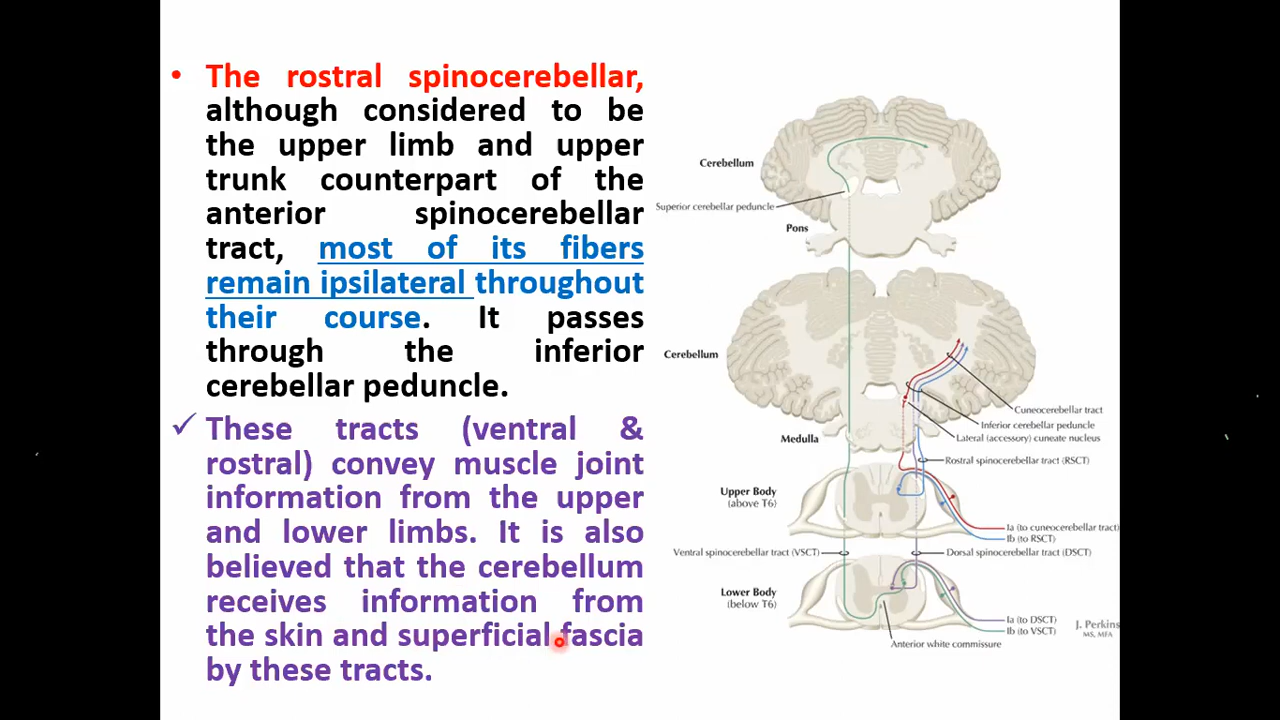 • The rostral spinocerebellar,
although considered to be
the upper limb and upper
trunk counterpart of the
anterior spinocerebellar
tract, most of its fibers
remain ipsilateral throughout
their course. It passes
through the inferior
cerebellar peduncle.
✓ These tracts (ventral &
rostral) convey muscle joint
information from the upper
and lower limbs. It is also
believed that the cerebellum
receives information from
the skin and superficial fascia
by these tracts.
Cerebellum
Superior cerebellar peduncle
Pons
Cerebellum
Cuneocerebellar tract
Inferior cerebellar peduncle
Lateral (accessory) cuneate nucleus
Medulla
Rostral spinocerebellar tract (RSCT)
Upper Body
(above T6)
Ia (to cuneocerebellar tract)
Ib (to RSCT)
Ventral spinocerebellar tract (VSCT)
Dorsal spinocerebellar tract (DSCT)
Lower Body
(below T6)
Ia (to DSCT)
Ib (to VSCT)
Anterior white commissure
J. Perkins
MS, MFA